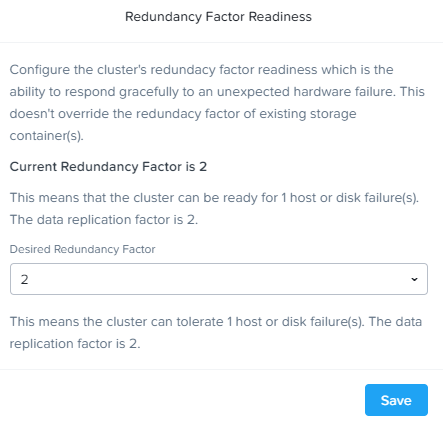 Redundancy Factor Readiness
Configure the cluster's redundacy factor readiness which is the
ability to respond gracefully to an unexpected hardware failure. This
doesn't override the redundacy factor of existing storage
container(s).
Current Redundancy Factor is 2
This means that the cluster can be ready for 1 host or disk failure(s).
The data replication factor is 2.
Desired Redundancy Factor
2
This means the cluster can tolerate 1 host or disk failure(s). The data
replication factor is 2.
Save